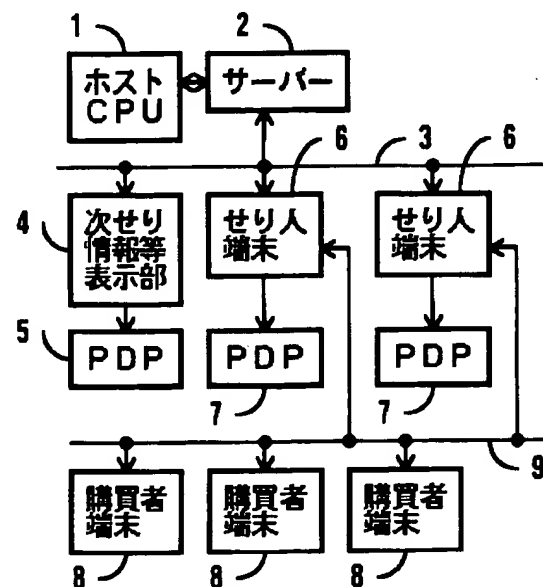 1
2
ホスト
CPU
サーバー
6
3
6
4
次せり
情報等
表示部
せり人
端末
せり人
端末
5
PDP
PDP
PDP
7
7
9
購買者
端末
購買者
端末
購買者
端末
8
8
8